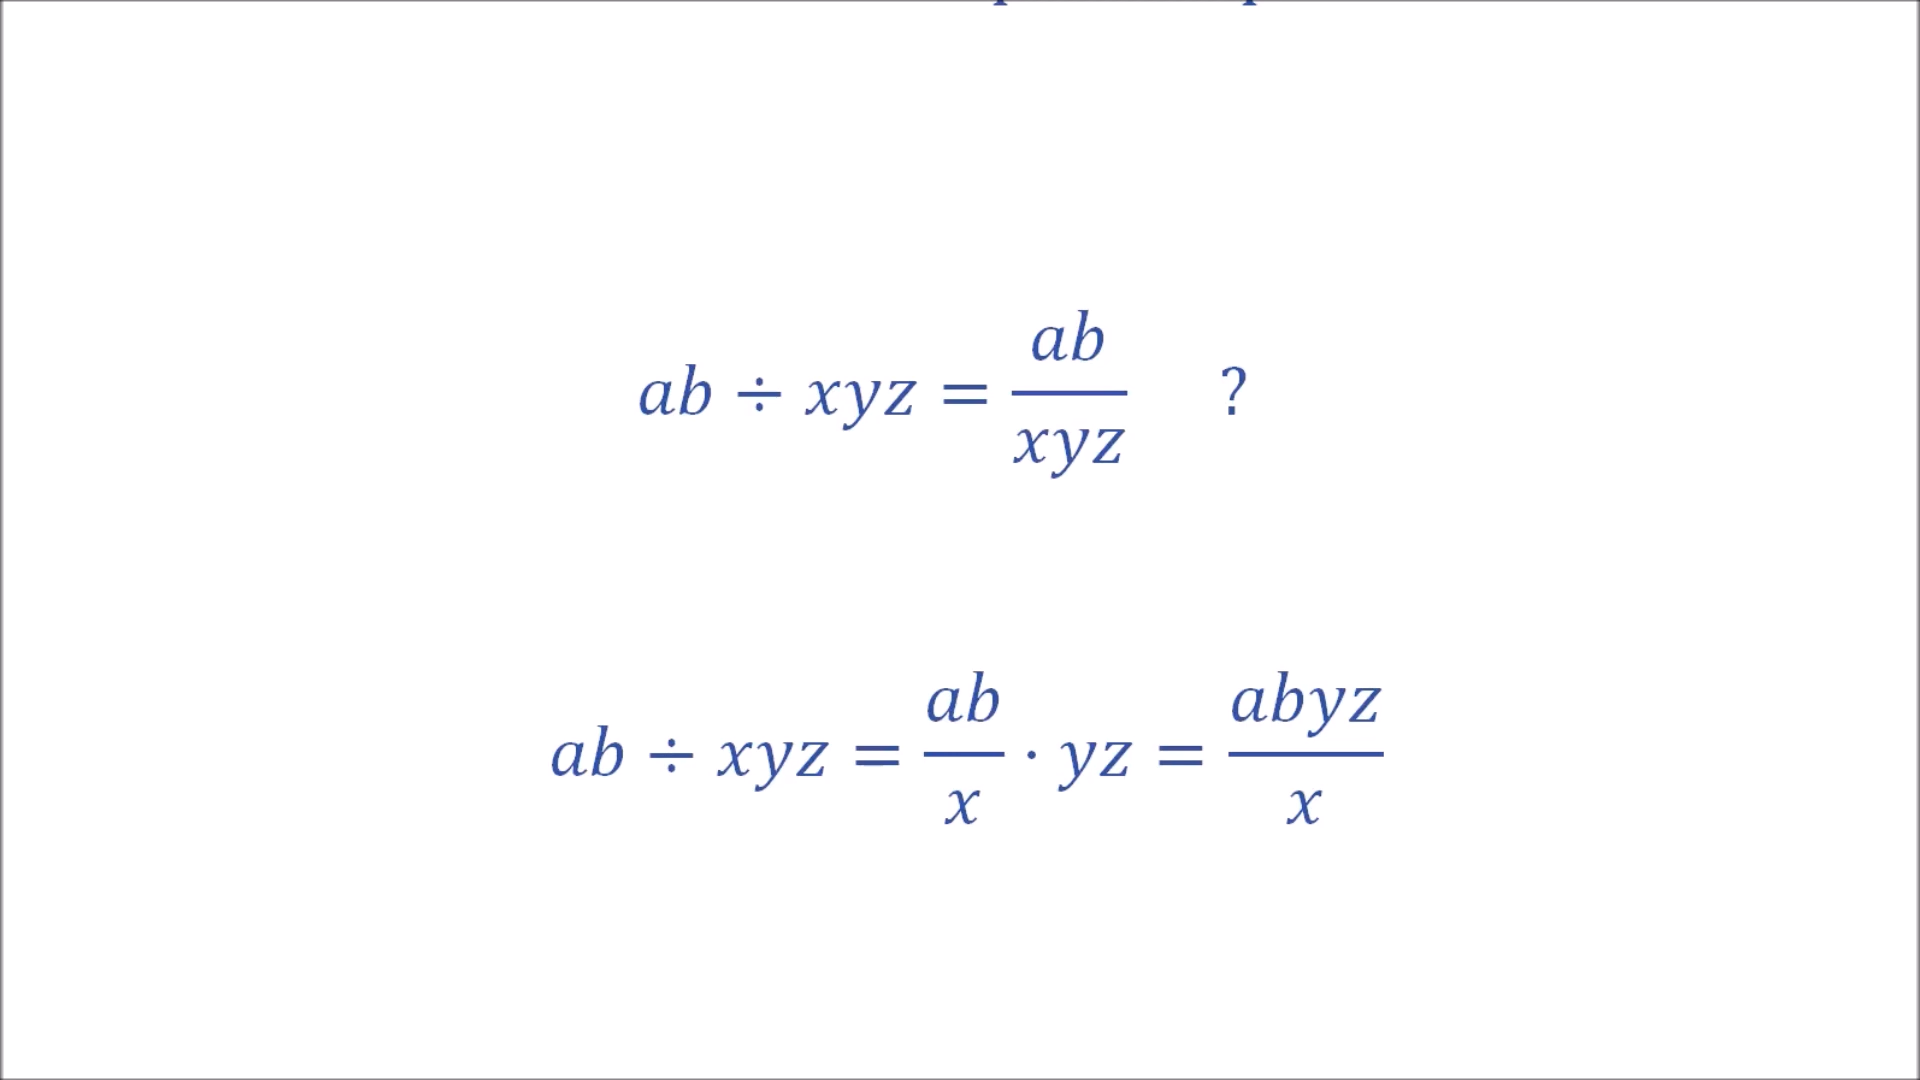 ab ÷ xyz = ab/xyz ?
ab ÷ xyz = ab/x · yz = abyz/x